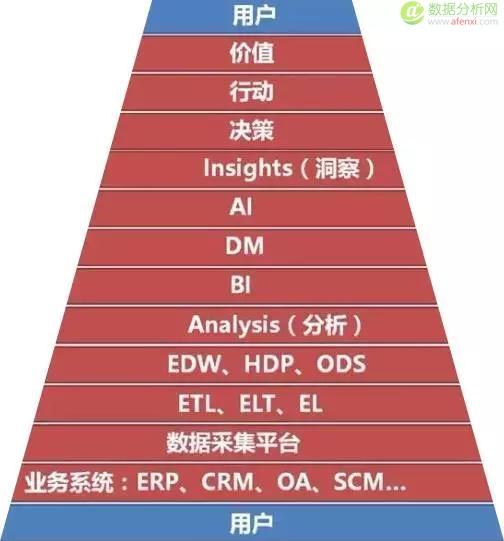 用户
数据分析网
www.afenxi.com
价值
行动
决策
Insights（洞察）
AI
DM
BI
Analysis（分析）
EDW、HDP、ODS
ETL、ELT、EL
数据采集平台
业务系统：ERP、CRM、OA、SCM...
用户